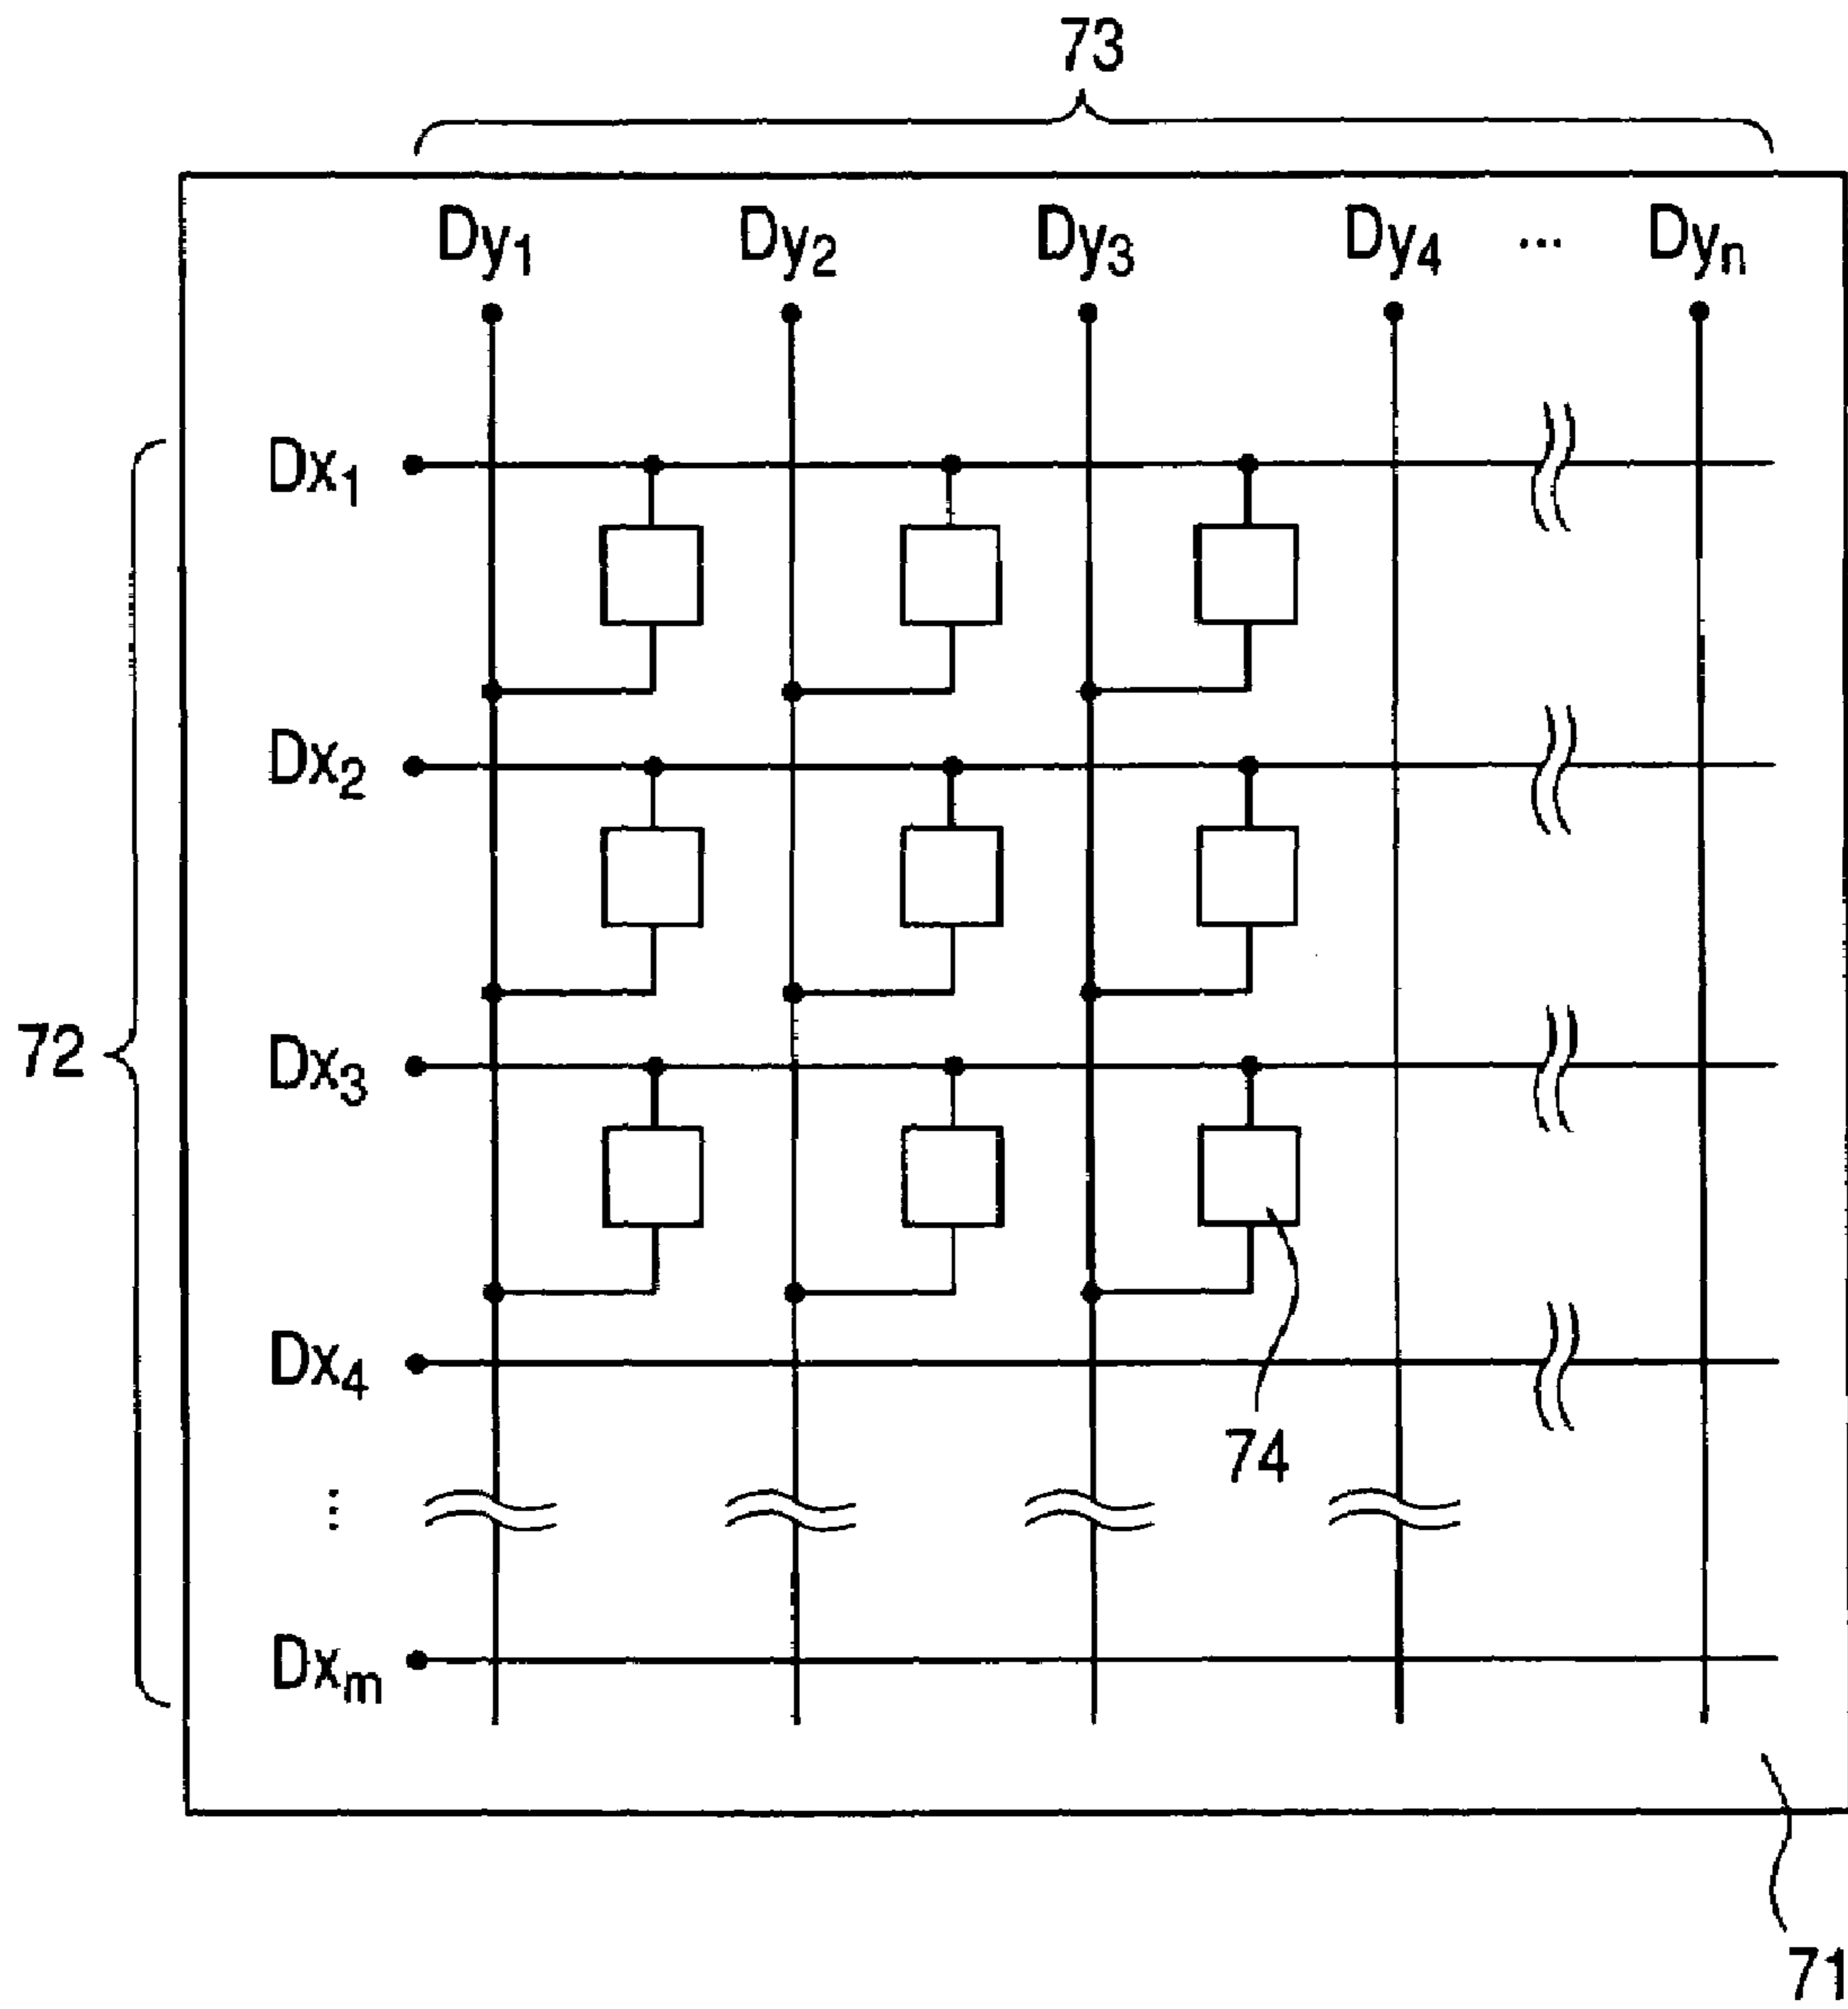 73
Dy₁ Dy₂ Dy₃ Dy₄ ... Dyₙ
Dx₁
Dx₂
72
Dx₃
Dx₄
74
⋮
Dxₘ
71